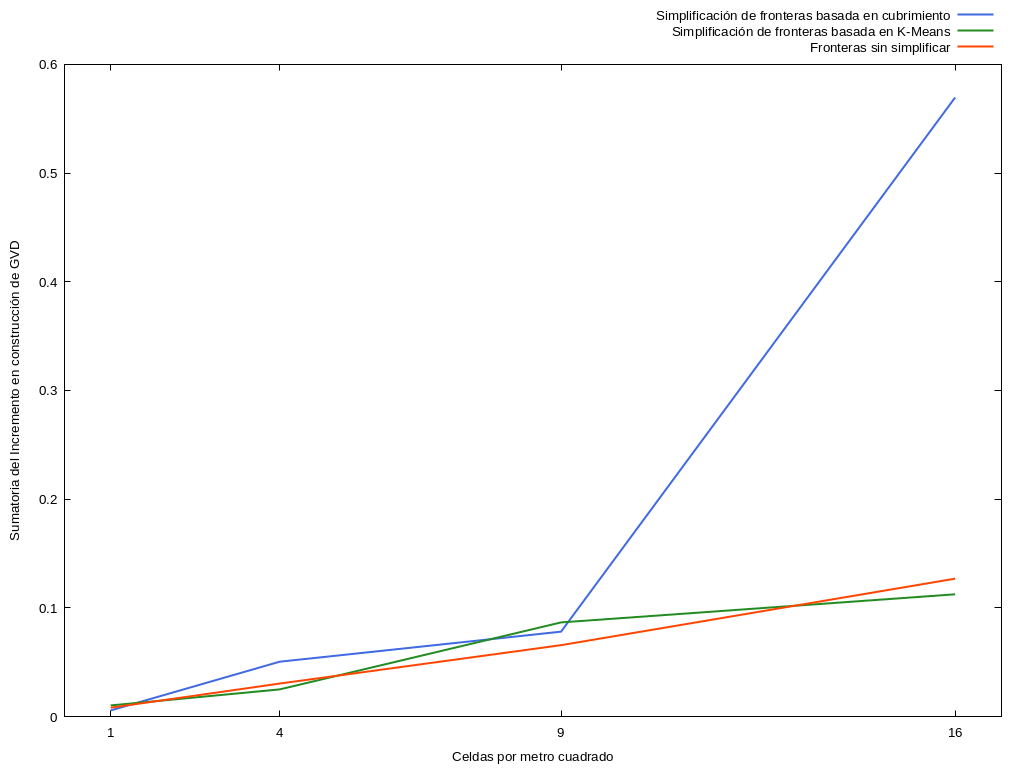 Simplificación de fronteras basada en cubrimiento
Simplificación de fronteras basada en K-Means
Fronteras sin simplificar
0.6
0.5
0.4
0.3
0.2
0.1
0
Sumatoria del Incremento en construcción de GVD
1 4 9 16
Celdas por metro cuadrado